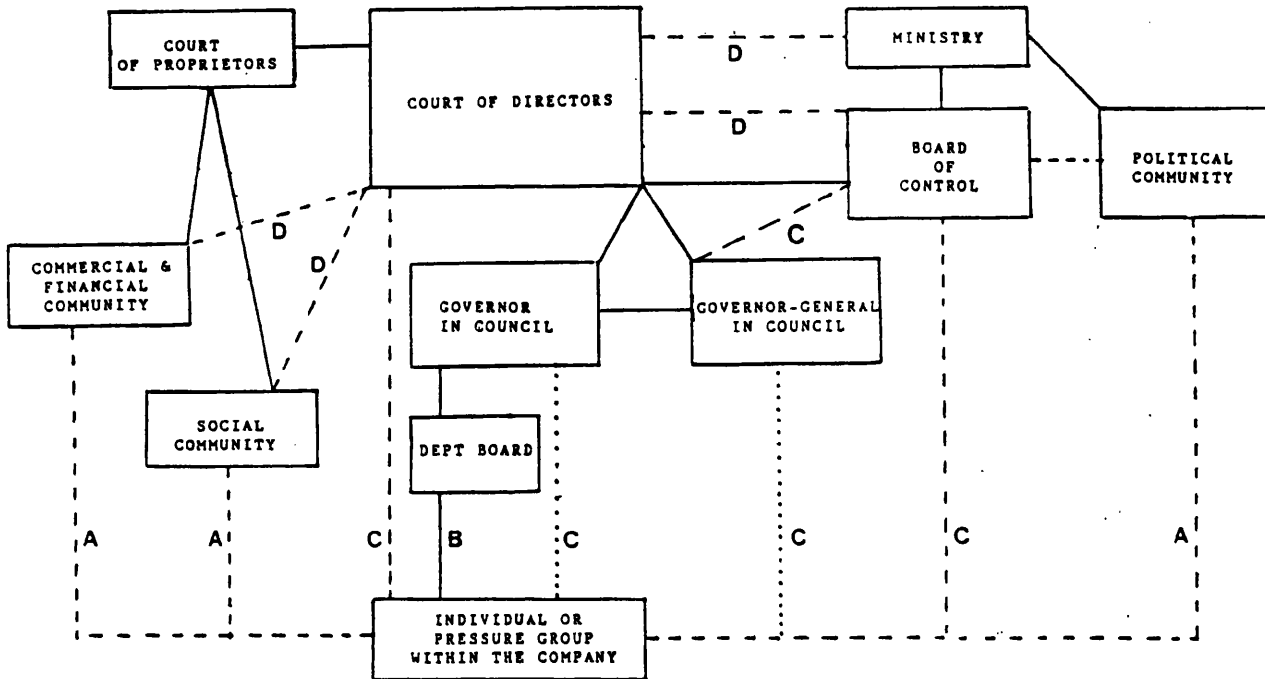 COURT
OF PROPRIETORS
COURT OF DIRECTORS
MINISTRY
D
D
BOARD
OF
CONTROL
POLITICAL
COMMUNITY
D
D
C
COMMERCIAL &
FINANCIAL
COMMUNITY
GOVERNOR
IN COUNCIL
GOVERNOR-GENERAL
IN COUNCIL
SOCIAL
COMMUNITY
DEPT BOARD
A
A
C
B
C
C
C
A
INDIVIDUAL OR
PRESSURE GROUP
WITHIN THE COMPANY